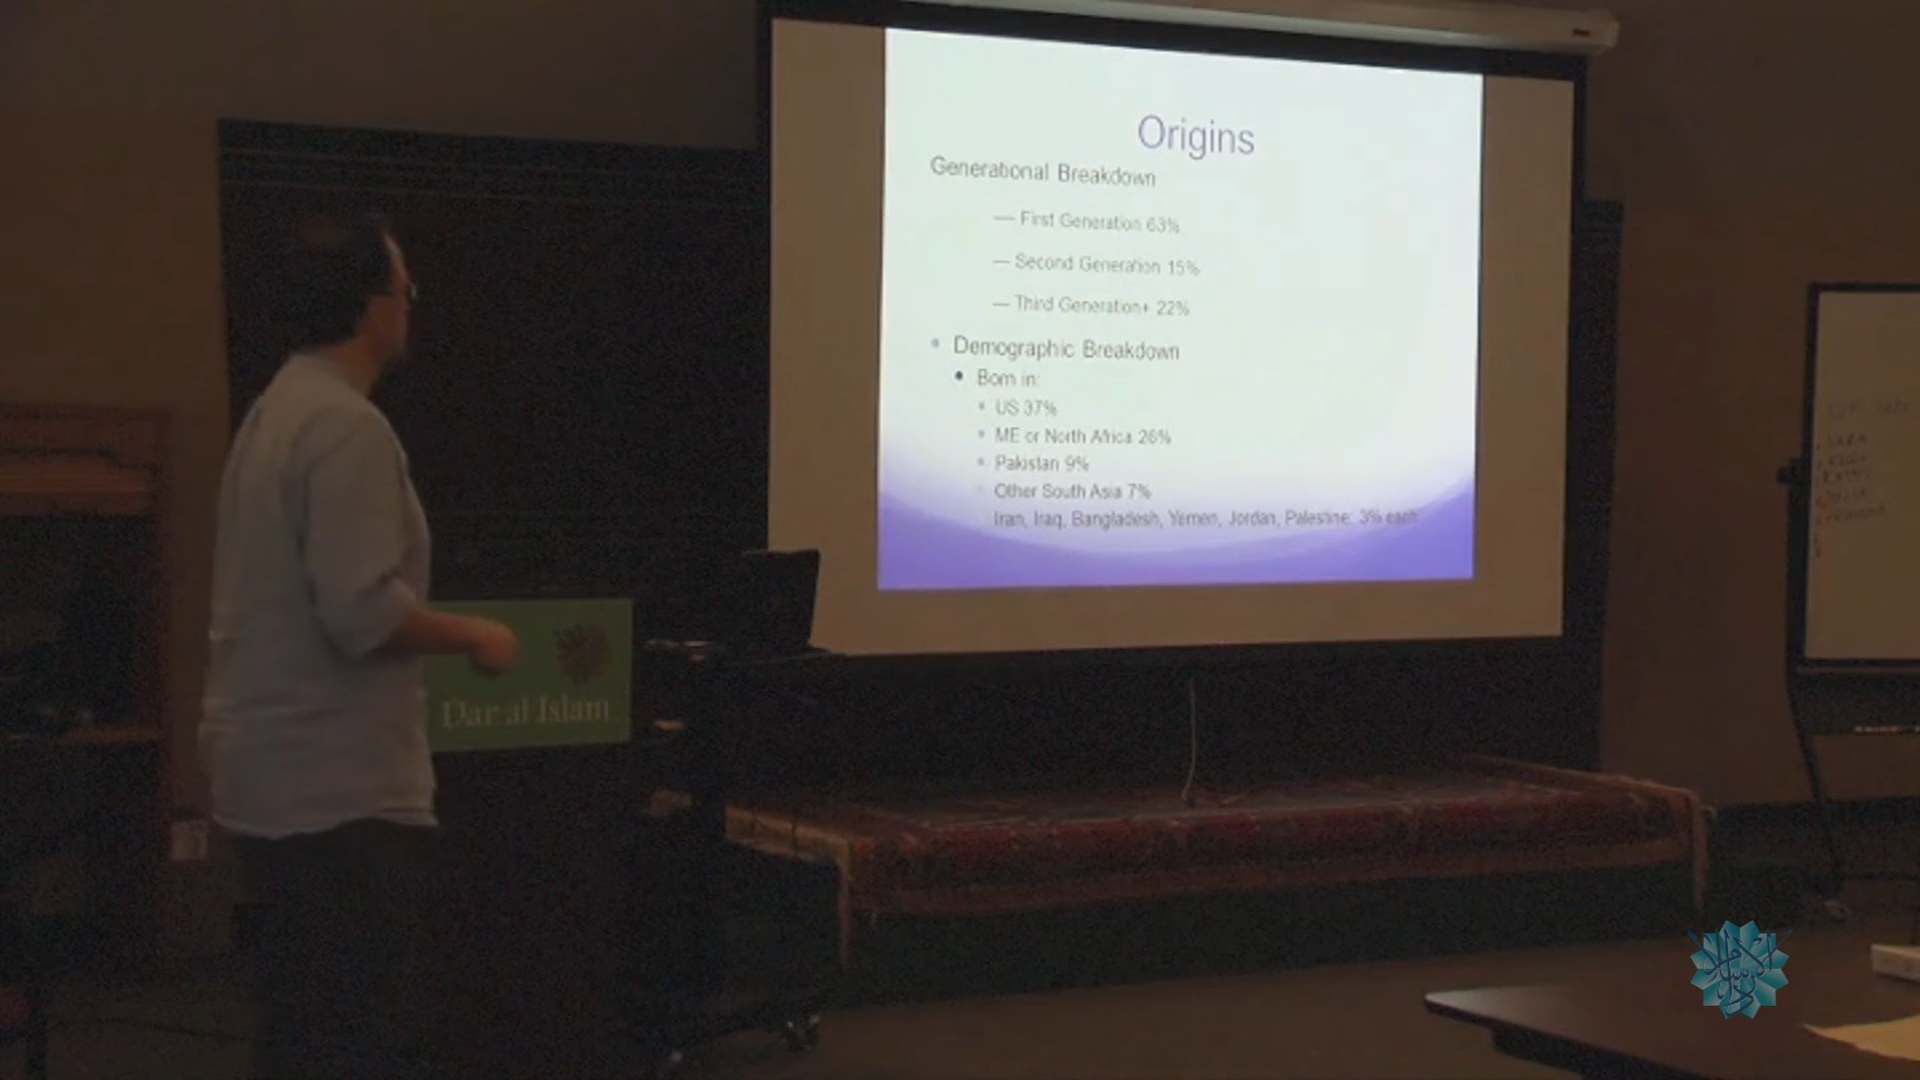 Origins
Generational Breakdown
— First Generation 63%
— Second Generation 15%
— Third Generation+ 22%
• Demographic Breakdown
• Born in:
• US 37%
• ME or North Africa 26%
• Pakistan 9%
• Other South Asia 7%
Iran, Iraq, Bangladesh, Yemen, Jordan, Palestine: 3% each
Dar al Islam